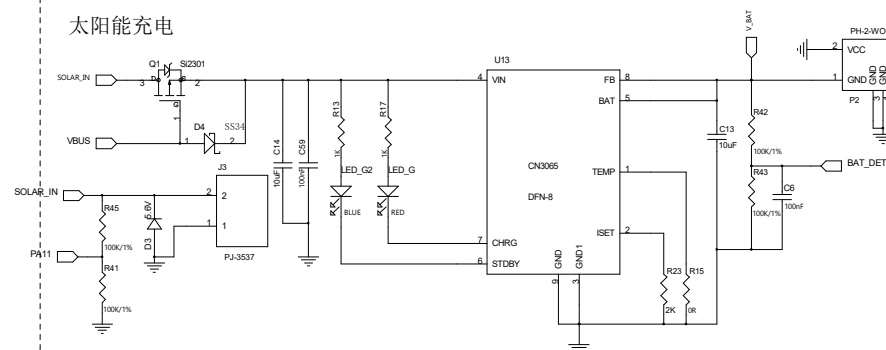 太阳能充电
V_BAT
PH-2-WO
Q1 Si2301
U13
SOLAR_IN
3 D S 2
G
1
4 VIN
FB 8
BAT 5
2 VCC
1 GND
GND
GND
P2
3
D4 SS34
VBUS
1 2
R13
1K
R17
1K
C14
10uF
C59
100nF
LED_G2
BLUE
LED_G
RED
CN3065
DFN-8
TEMP 1
ISET 2
C13
10uF
R42
100K/1%
R43
100K/1%
BAT_DET
C6
100nF
J3
SOLAR_IN
2 2
1 1
PJ-3537
R45
100K/1%
5.6V
D3
PA11
R41
100K/1%
7 CHRG
6 STDBY
GND
GND1
9
3
R23
2K
R15
0R